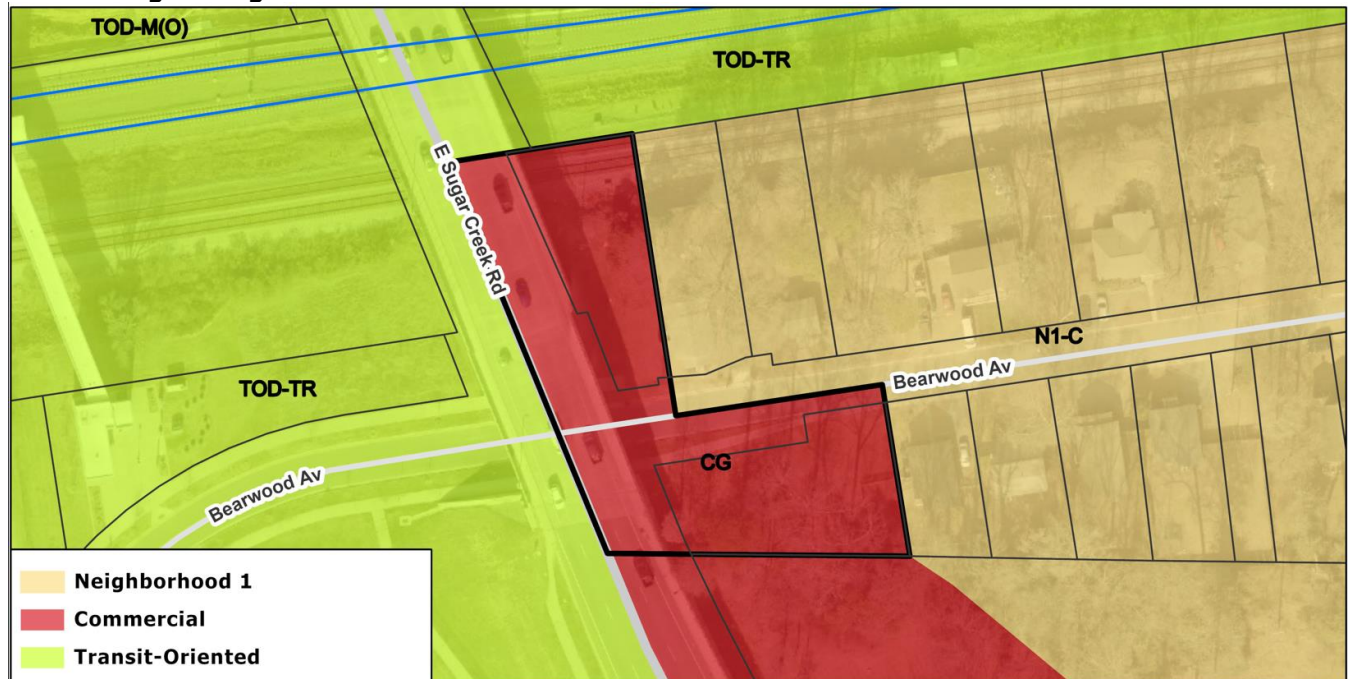 TOD-M(O)
TOD-TR
E Sugar Creek Rd
N1-C
Bearwood Av
TOD-TR
CG
Bearwood Av
Neighborhood 1
Commercial
Transit-Oriented